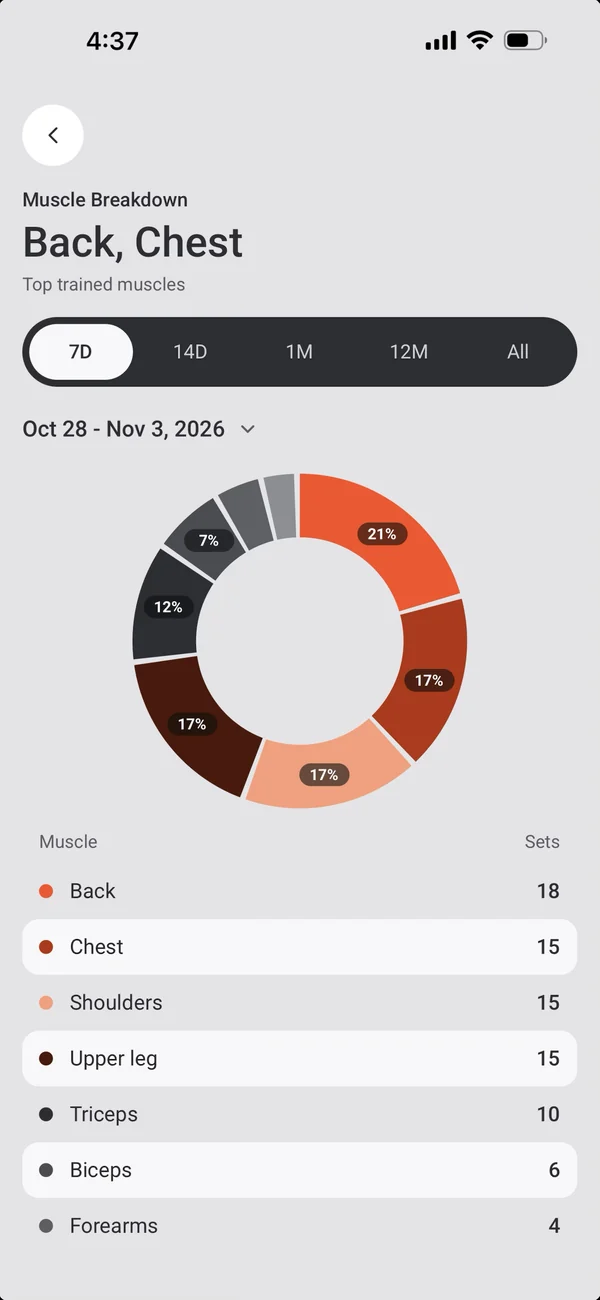 4:37
Muscle Breakdown
Back, Chest
Top trained muscles
7D 14D 1M 12M All
Oct 28 - Nov 3, 2026
21%
7%
12%
17%
17%
17%
Muscle Sets
Back 18
Chest 15
Shoulders 15
Upper leg 15
Triceps 10
Biceps 6
Forearms 4